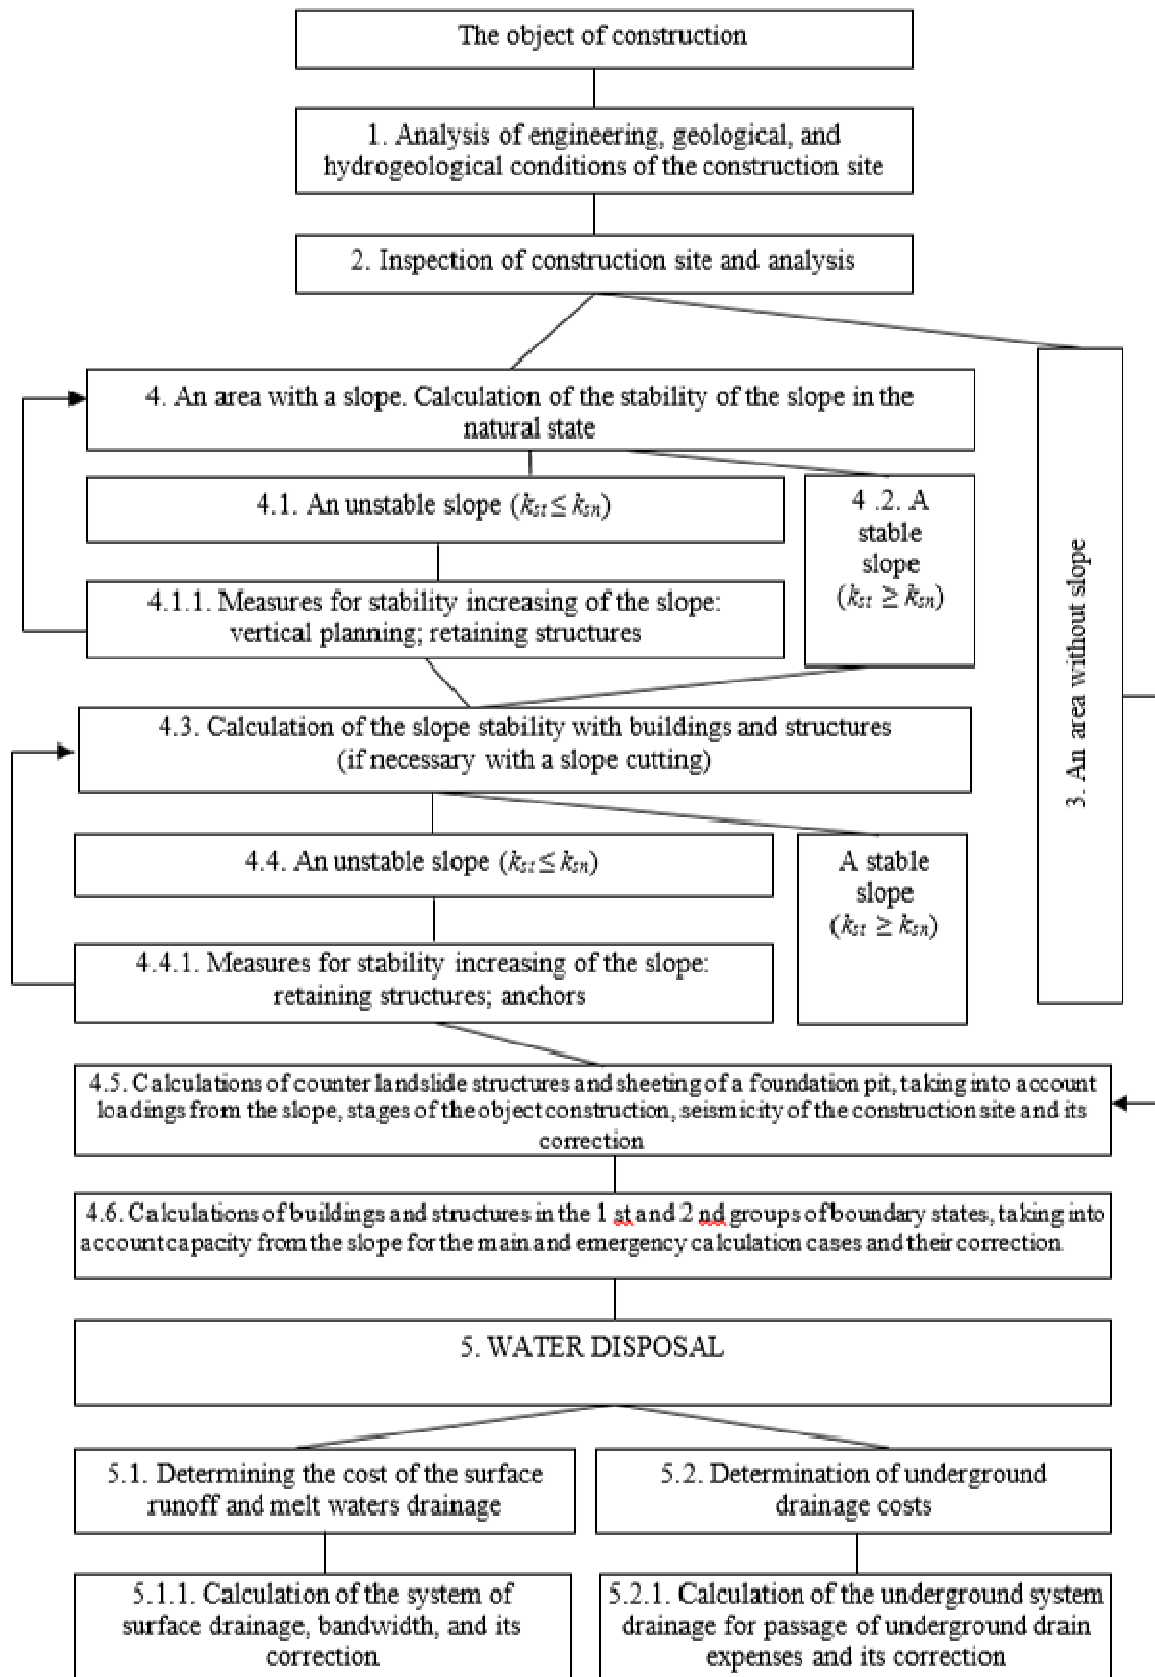 The object of construction
1. Analysis of engineering, geological, and
hydrogeological conditions of the construction site
2. Inspection of construction site and analysis
4. An area with a slope. Calculation of the stability of the slope in the
natural state
4.1. An unstable slope (kst ≤ ksn)
4 .2. A
stable
slope
(kst ≥ ksn)
4.1.1. Measures for stability increasing of the slope:
vertical planning; retaining structures
3. An area without slope
4.3. Calculation of the slope stability with buildings and structures
(if necessary with a slope cutting)
4.4. An unstable slope (kst ≤ ksn)
A stable
slope
(kst ≥ ksn)
4.4.1. Measures for stability increasing of the slope:
retaining structures; anchors
4.5. Calculations of counter landslide structures and sheeting of a foundation pit, taking into account
loadings from the slope, stages of the object construction, seismicity of the construction site and its
correction
4.6. Calculations of buildings and structures in the 1 st and 2 nd groups of boundary states, taking into
account capacity from the slope for the main and emergency calculation cases and their correction.
5. WATER DISPOSAL
5.1. Determining the cost of the surface
runoff and melt waters drainage
5.2. Determination of underground
drainage costs
5.1.1. Calculation of the system of
surface drainage, bandwidth, and its
correction
5.2.1. Calculation of the underground system
drainage for passage of underground drain
expenses and its correction